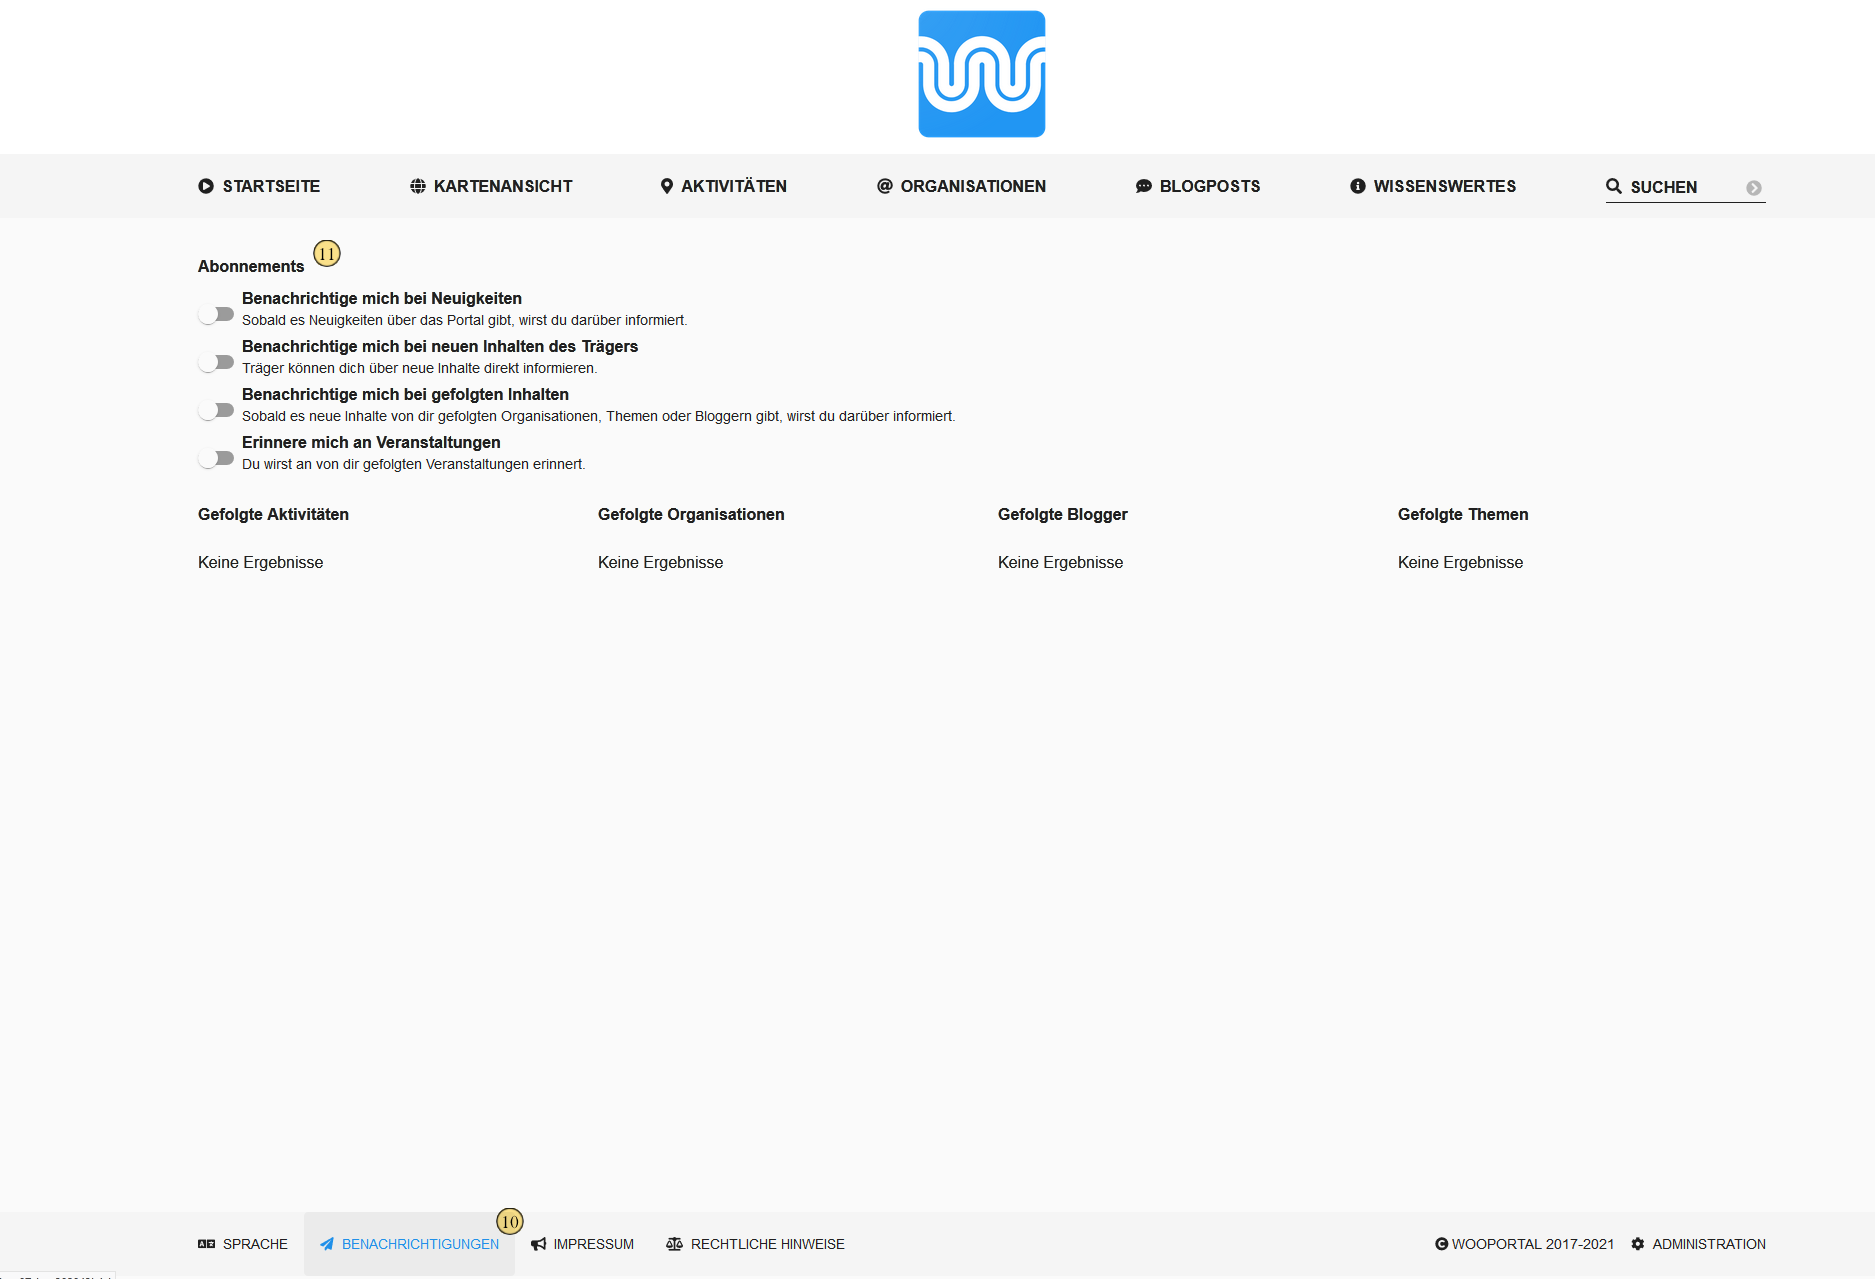 STARTSEITE KARTENANSICHT AKTIVITÄTEN ORGANISATIONEN BLOGPOSTS WISSENSWERTES SUCHEN
Abonnements 11
Benachrichtige mich bei Neuigkeiten
Sobald es Neuigkeiten über das Portal gibt, wirst du darüber informiert.
Benachrichtige mich bei neuen Inhalten des Trägers
Träger können dich über neue Inhalte direkt informieren.
Benachrichtige mich bei gefolgten Inhalten
Sobald es neue Inhalte von dir gefolgten Organisationen, Themen oder Bloggern gibt, wirst du darüber informiert.
Erinnere mich an Veranstaltungen
Du wirst an von dir gefolgten Veranstaltungen erinnert.
Gefolgte Aktivitäten Gefolgte Organisationen Gefolgte Blogger Gefolgte Themen
Keine Ergebnisse Keine Ergebnisse Keine Ergebnisse Keine Ergebnisse
10
SPRACHE BENACHRICHTIGUNGEN IMPRESSUM RECHTLICHE HINWEISE WOOPORTAL 2017-2021 ADMINISTRATION